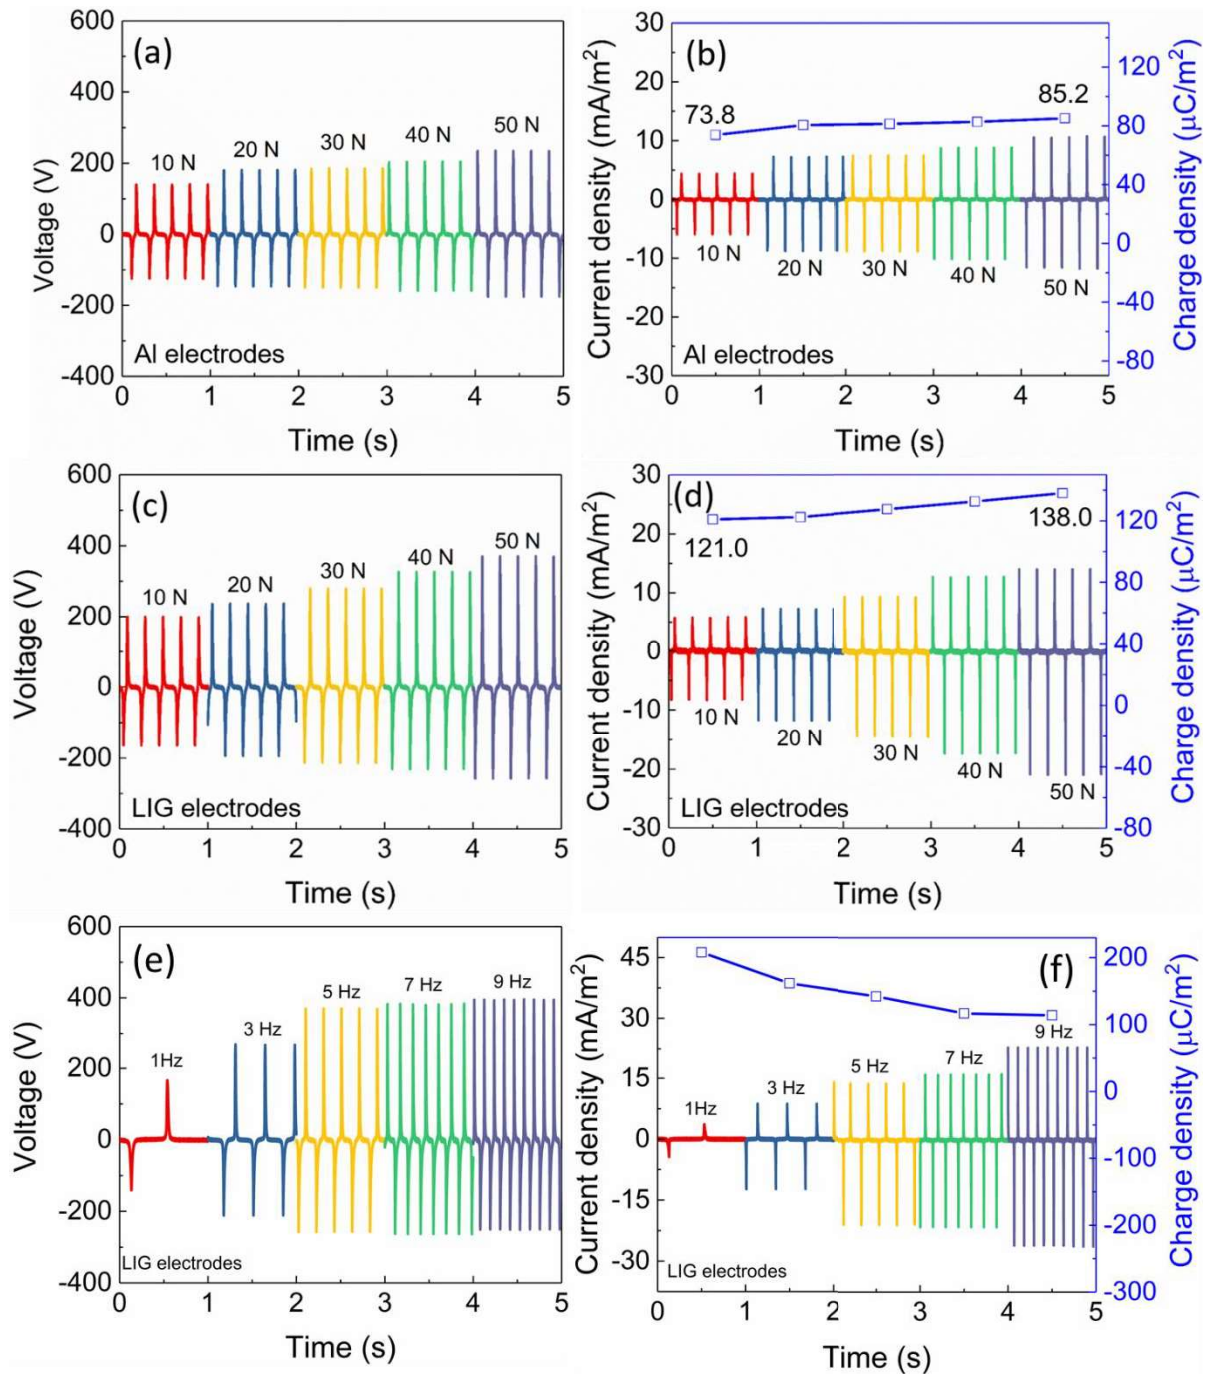 (a)
600
400
200
0
-200
-400
Voltage (V)
10 N
20 N
30 N
40 N
50 N
Al electrodes
0 1 2 3 4 5
Time (s)
(b)
30
20
10
0
-10
-20
-30
Current density (mA/m²)
73.8
85.2
10 N
20 N
30 N
40 N
50 N
Al electrodes
120
80
40
0
-40
-80
Charge density (μC/m²)
0 1 2 3 4 5
Time (s)
(c)
600
400
200
0
-200
-400
Voltage (V)
10 N
20 N
30 N
40 N
50 N
LIG electrodes
0 1 2 3 4 5
Time (s)
(d)
30
20
10
0
-10
-20
-30
Current density (mA/m²)
121.0
138.0
10 N
20 N
30 N
40 N
50 N
LIG electrodes
120
80
40
0
-40
-80
Charge density (μC/m²)
0 1 2 3 4 5
Time (s)
(e)
600
400
200
0
-200
-400
Voltage (V)
1Hz
3 Hz
5 Hz
7 Hz
9 Hz
LIG electrodes
0 1 2 3 4 5
Time (s)
(f)
45
30
15
0
-15
-30
Current density (mA/m²)
1Hz
3 Hz
5 Hz
7 Hz
9 Hz
LIG electrodes
200
100
0
-100
-200
-300
Charge density (μC/m²)
0 1 2 3 4 5
Time (s)